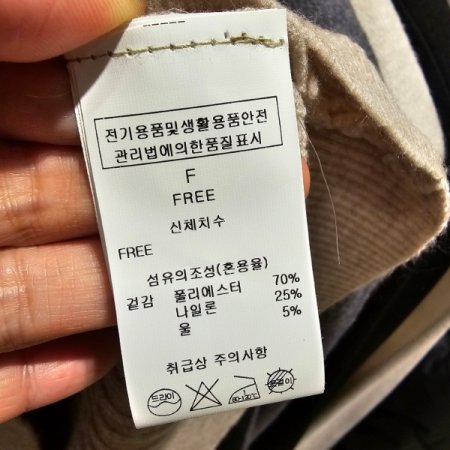 전기용품및생활용품안전
관리법에의한품질표시
F
FREE
신체치수
FREE
섬유의조성(혼용율)
겉감 폴리에스터 70%
나일론 25%
울 5%
취급상 주의사항
드라이
1
80-120℃